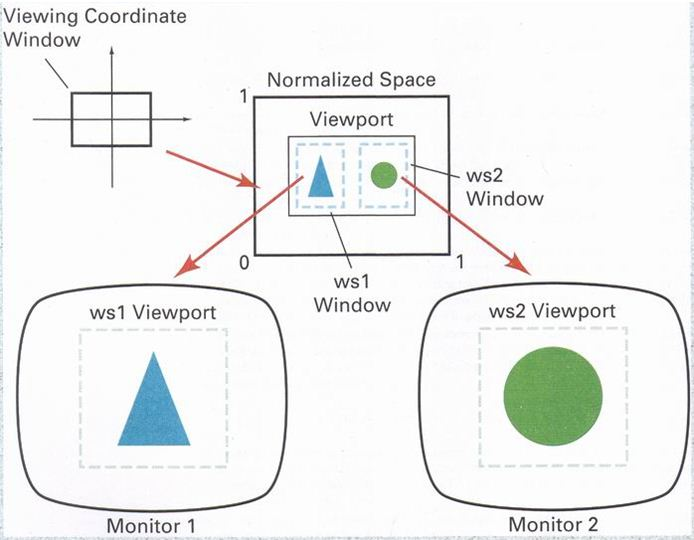 Viewing Coordinate
Window
Normalized Space
1
Viewport
ws2
Window
0
1
ws1
Window
ws1 Viewport
ws2 Viewport
Monitor 1
Monitor 2